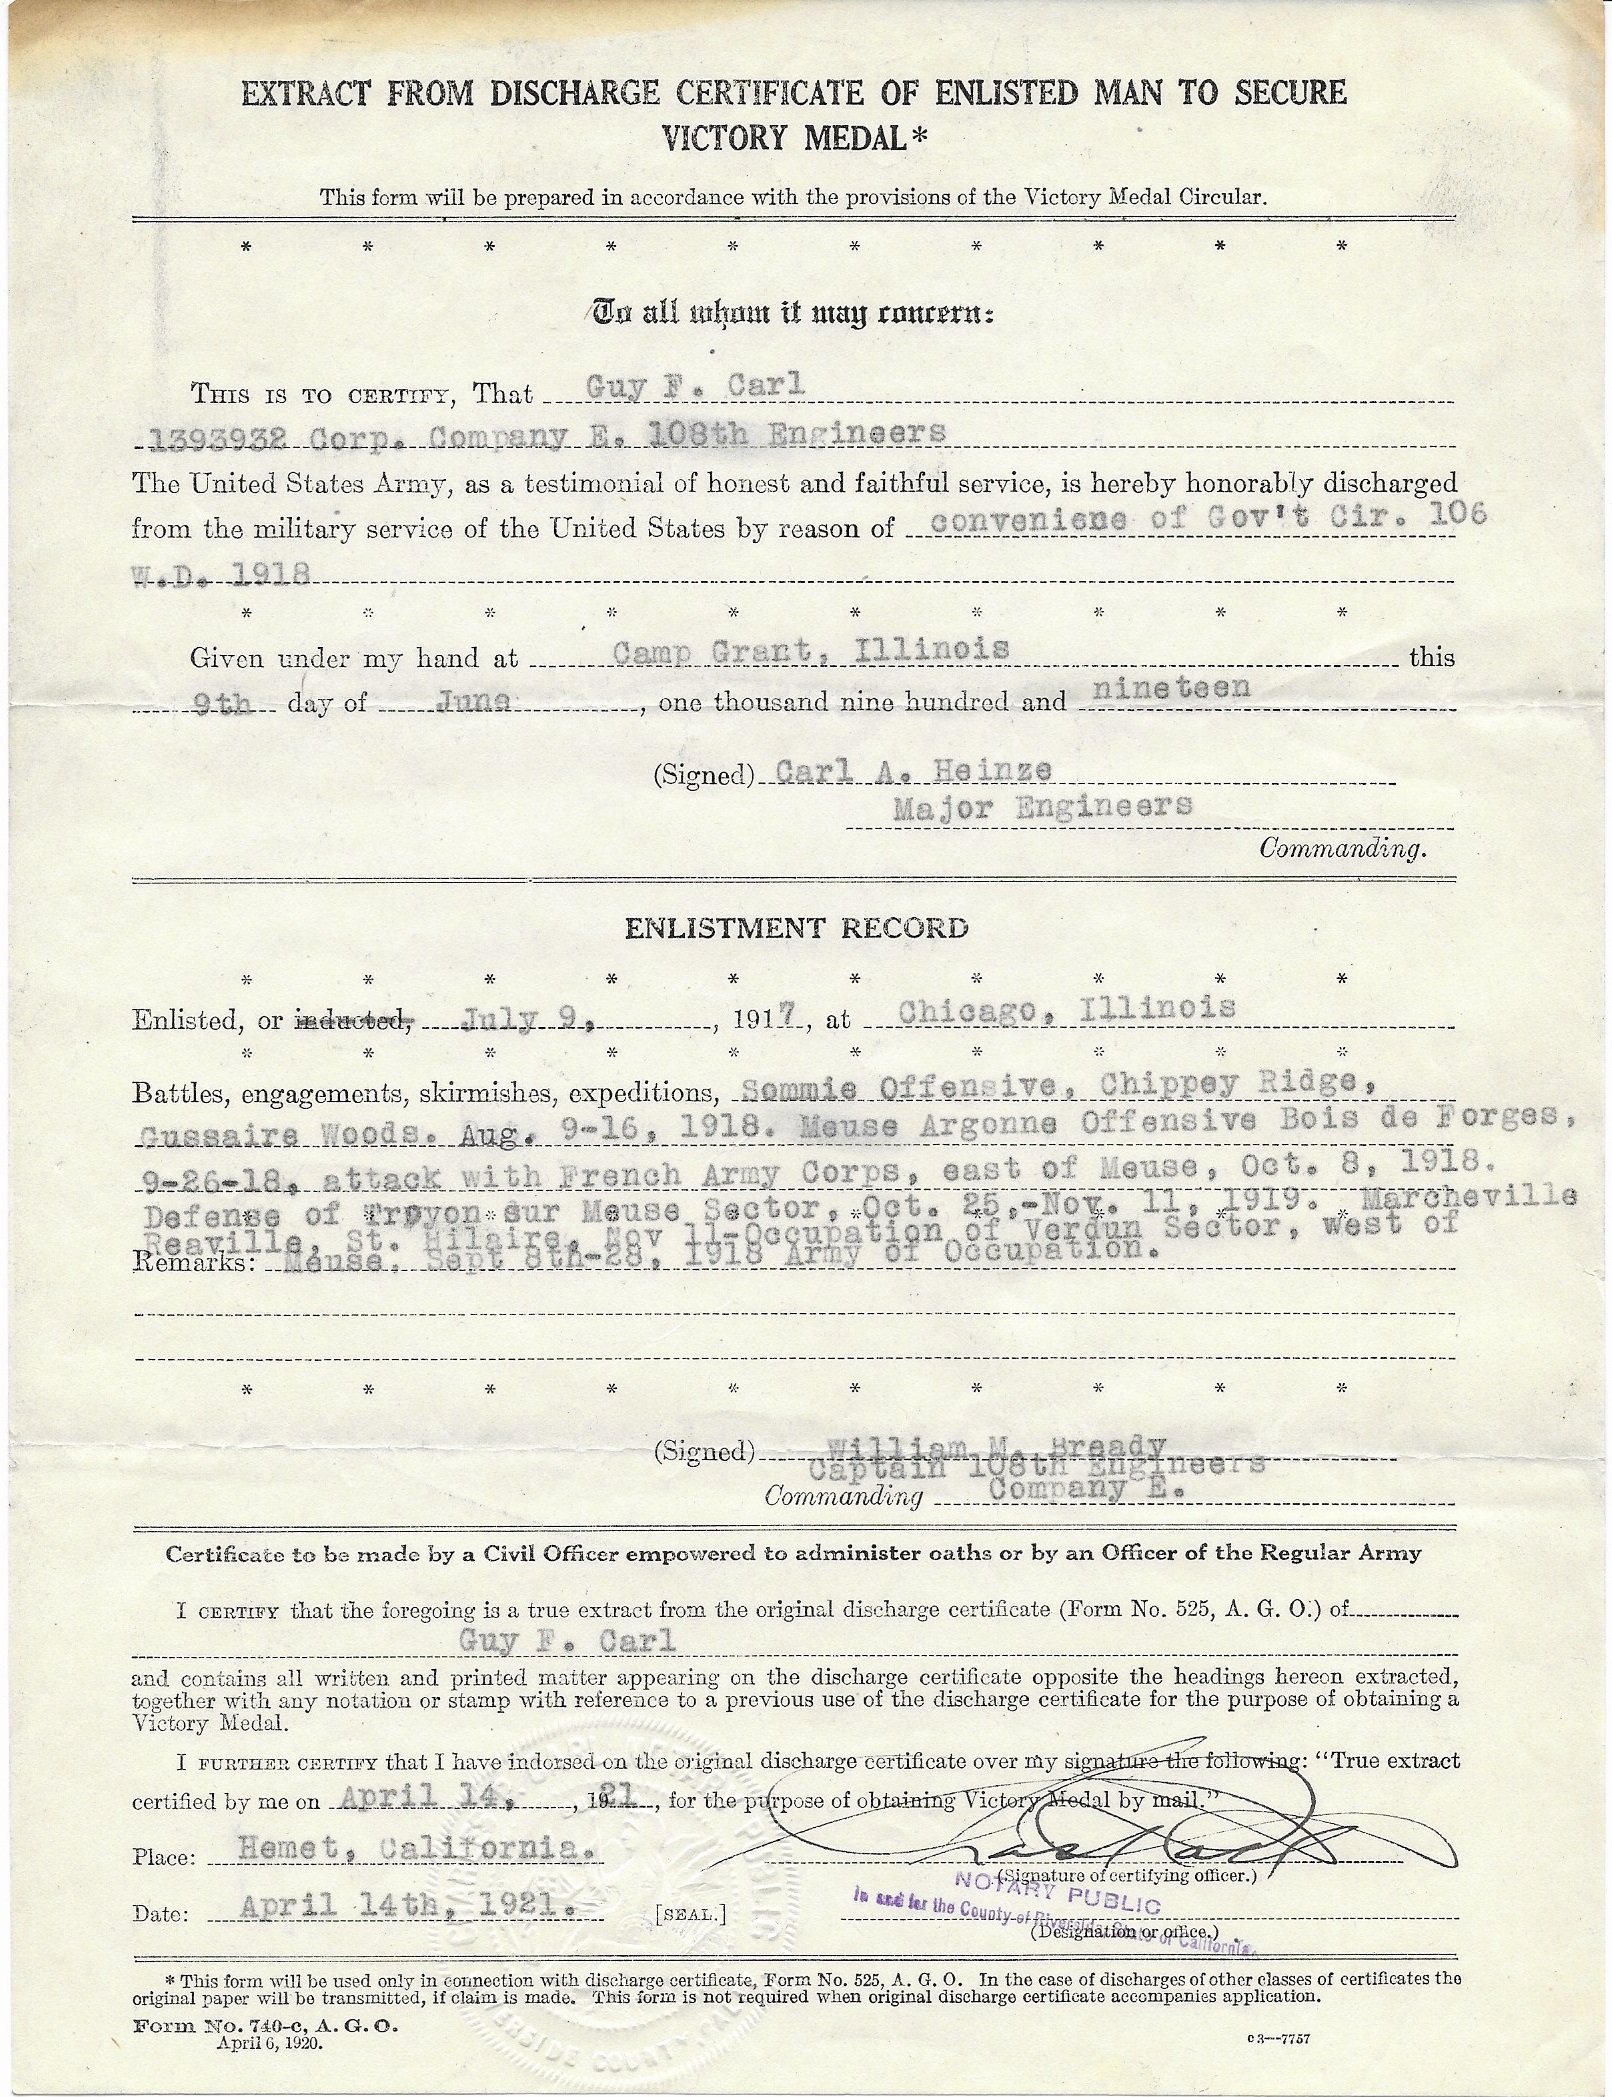 EXTRACT FROM DISCHARGE CERTIFICATE OF ENLISTED MAN TO SECURE
VICTORY MEDAL*
This form will be prepared in accordance with the provisions of the Victory Medal Circular.
* * * * * * * * * *
To all whom it may concern:
THIS IS TO CERTIFY, That Guy F. Carl
1393932 Corp. Company E. 108th Engineers
The United States Army, as a testimonial of honest and faithful service, is hereby honorably discharged
from the military service of the United States by reason of conveniene of Gov't Cir. 106
W.D. 1918
* * * * * * * * * *
Given under my hand at Camp Grant, Illinois this
9th day of June, one thousand nine hundred and nineteen
(Signed) Carl A. Heinze
Major Engineers
Commanding.
ENLISTMENT RECORD
* * * * * * * * * *
Enlisted, or inducted, July 9, , 1917, at Chicago, Illinois
* * * * * * * * * *
Battles, engagements, skirmishes, expeditions, Sommie Offensive, Chippey Ridge,
Gussaire Woods. Aug. 9-16, 1918. Meuse Argonne Offensive Bois de Forges,
9-26-18, attack with French Army Corps, east of Meuse, Oct. 8, 1918.
Defense of Troyon sur Meuse Sector, Oct. 25,-Nov. 11, 1919. Marcheville
Reaville, St. Hilaire, Nov 11-Occupation of Verdun Sector, west of
Remarks: Meuse, Sept 8th-28, 1918 Army of Occupation.
* * * * * * * * * *
(Signed) William M. Bready
Captain 108th Engineers
Commanding Company E.
Certificate to be made by a Civil Officer empowered to administer oaths or by an Officer of the Regular Army
I CERTIFY that the foregoing is a true extract from the original discharge certificate (Form No. 525, A. G. O.) of
Guy F. Carl
and contains all written and printed matter appearing on the discharge certificate opposite the headings hereon extracted,
together with any notation or stamp with reference to a previous use of the discharge certificate for the purpose of obtaining a
Victory Medal.
I FURTHER CERTIFY that I have indorsed on the original discharge certificate over my signature the following: "True extract
certified by me on April 14, , 1921, for the purpose of obtaining Victory Medal by mail."
Place: Hemet, California.
(Signature of certifying officer.)
NOTARY PUBLIC
Date: April 14th, 1921. [SEAL.]
In and for the County of Riverside, State of California.
(Designation or office.)
* This form will be used only in connection with discharge certificate, Form No. 525, A. G. O. In the case of discharges of other classes of certificates the
original paper will be transmitted, if claim is made. This form is not required when original discharge certificate accompanies application.
Form No. 740-c, A. G. O.
April 6, 1920.
c3—7757